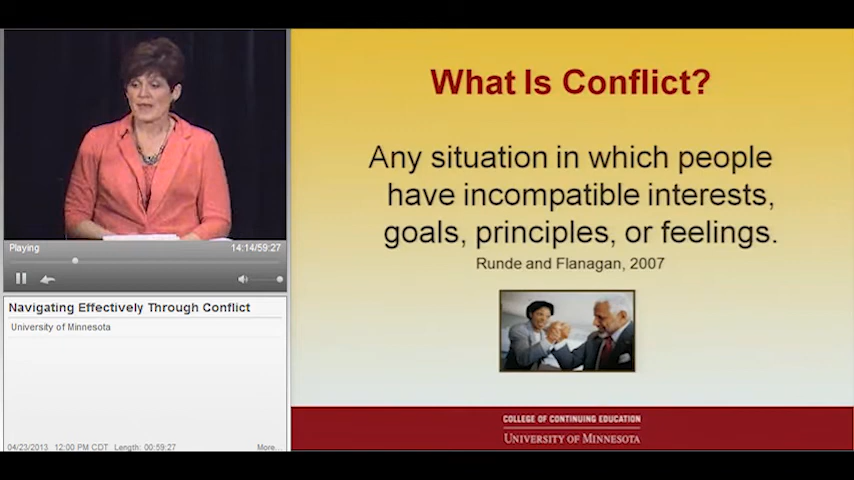 What Is Conflict?
Any situation in which people
have incompatible interests,
goals, principles, or feelings.
Runde and Flanagan, 2007
Playing
14:14/59:27
Navigating Effectively Through Conflict
University of Minnesota
04/23/2013 12:00 PM CDT Length: 00:59:27
More...
COLLEGE OF CONTINUING EDUCATION
UNIVERSITY OF MINNESOTA